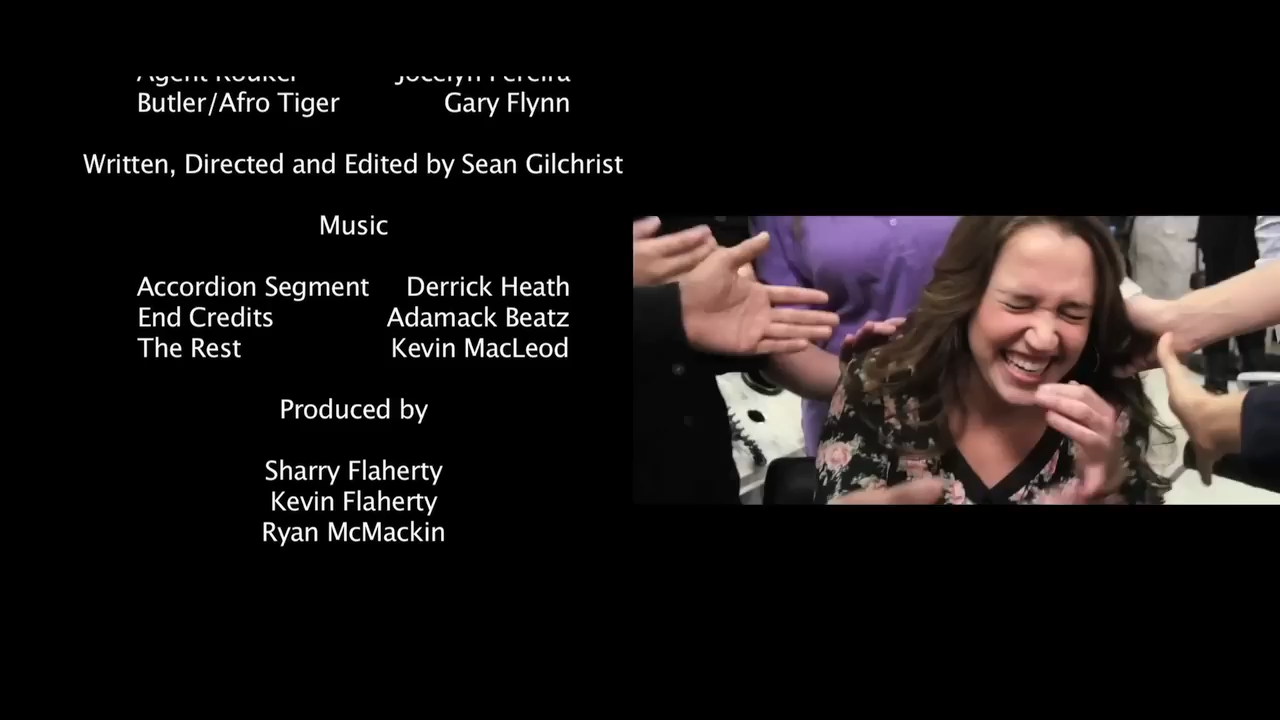 Butler/Afro Tiger Gary Flynn
Written, Directed and Edited by Sean Gilchrist
Music
Accordion Segment Derrick Heath
End Credits Adamack Beatz
The Rest Kevin MacLeod
Produced by
Sharry Flaherty
Kevin Flaherty
Ryan McMackin